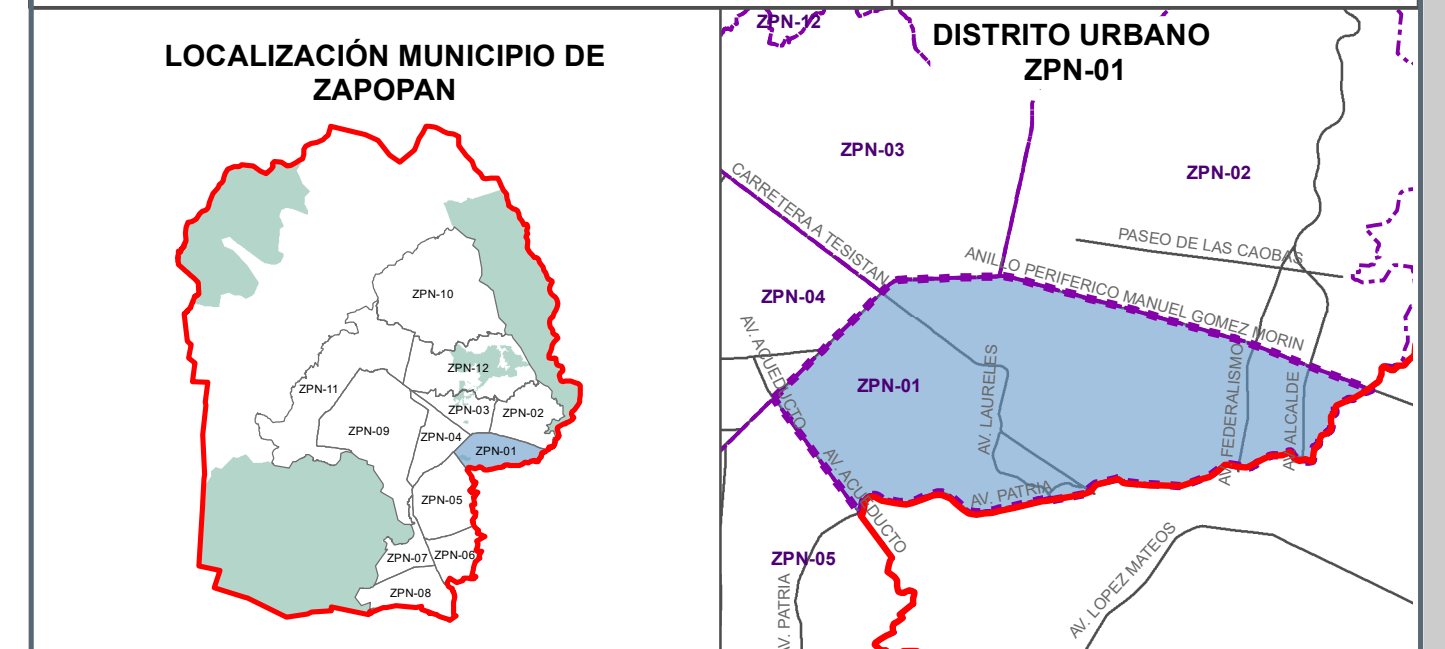 LOCALIZACIÓN MUNICIPIO DE
ZAPOPAN
ZPN-10
ZPN-12
ZPN-11
ZPN-03
ZPN-02
ZPN-09
ZPN-04
ZPN-01
ZPN-05
ZPN-07
ZPN-06
ZPN-08
ZPN-12
DISTRITO URBANO
ZPN-01
ZPN-03
ZPN-02
CARRETERA A TESISTAN
PASEO DE LAS CAOBAS
ANILLO PERIFERICO MANUEL GOMEZ MORIN
ZPN-04
AV. ACUEDUCTO
ZPN-01
AV. LAURELES
AV. FEDERALISMO
AV. ALCALDE
AV. ACUEDUCTO
AV. PATRIA
ZPN-05
AV. LOPEZ MATEOS
AV. PATRIA